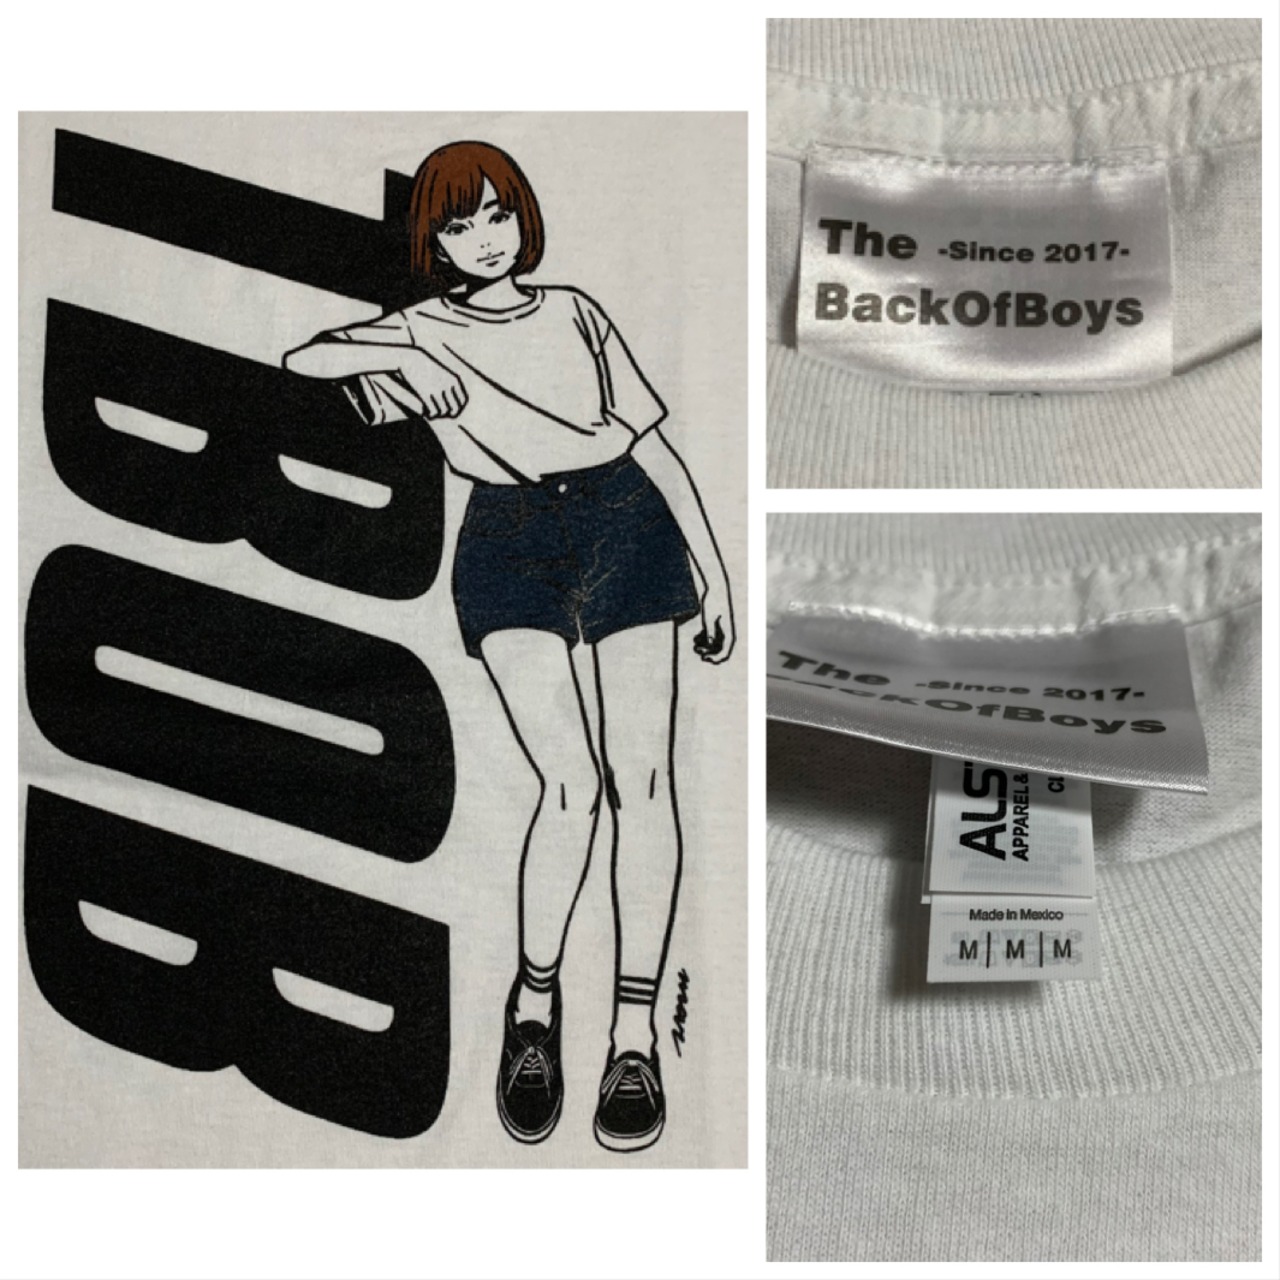 TBOB
The -Since 2017-
BackOfBoys
The -Since 2017-
BackOfBoys
ALS
APPAREL &
Made in Mexico
M | M | M